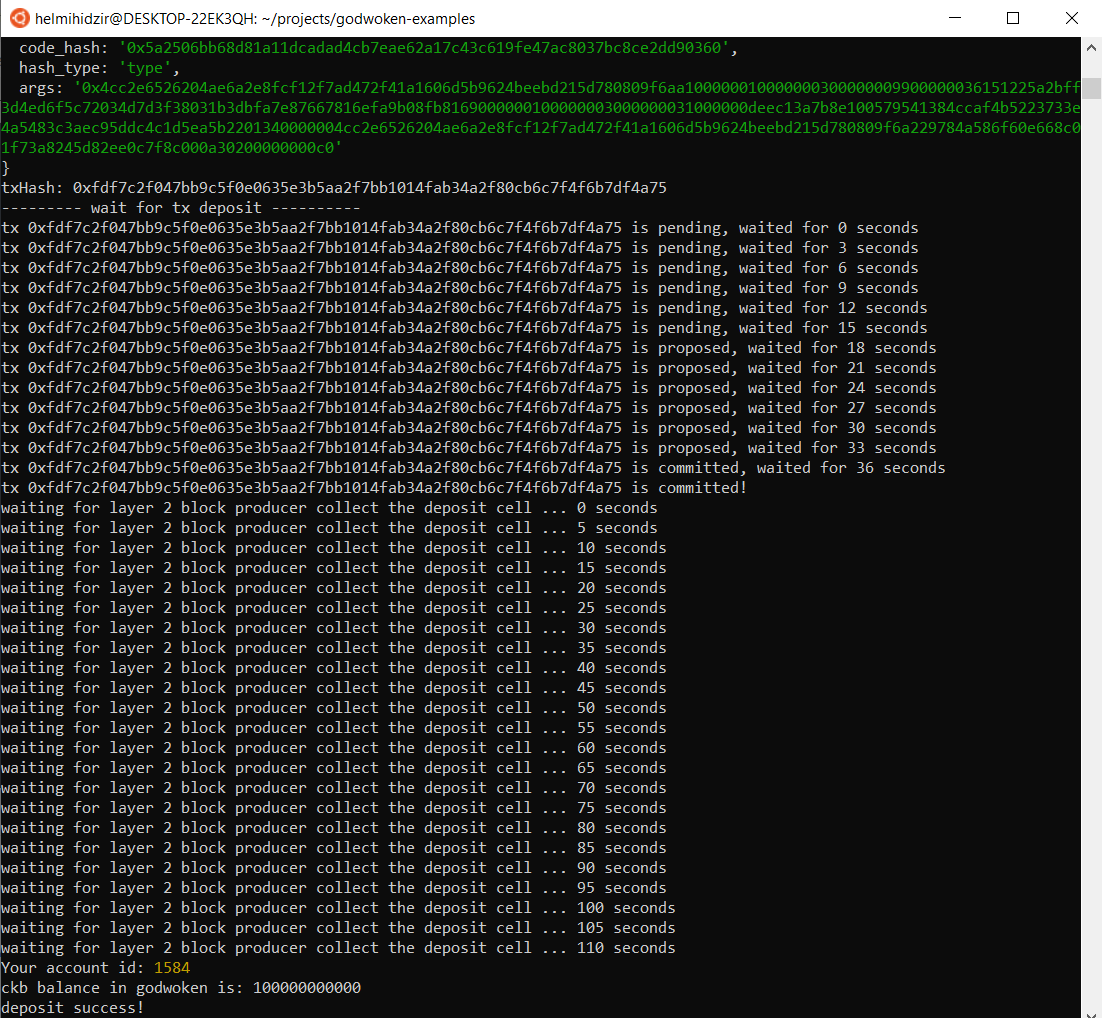 helmihidzir@DESKTOP-22EK3QH: ~/projects/godwoken-examples
code_hash: '0x5a2506bb68d81a11dcadad4cb7eae62a17c43c619fe47ac8037bc8ce2dd90360',
hash_type: 'type',
args: '0x4cc2e6526204ae6a2e8fcf12f7ad472f41a1606d5b9624beebd215d780809f6aa1000000100000003000000099000000036151225a2bff
3d4ed6f5c72034d7d3f38031b3dbfa7e87667816efa9b08fb816900000010000000300000031000000deec13a7b8e100579541384ccaf4b5223733e
4a5483c3aec95ddc4c1d5ea5b2201340000004cc2e6526204ae6a2e8fcf12f7ad472f41a1606d5b9624beebd215d780809f6a229784a586f60e668c0
1f73a8245d82ee0c7f8c000a30200000000c0'
}
txHash: 0xfdf7c2f047bb9c5f0e0635e3b5aa2f7bb1014fab34a2f80cb6c7f4f6b7df4a75
--------- wait for tx deposit ----------
tx 0xfdf7c2f047bb9c5f0e0635e3b5aa2f7bb1014fab34a2f80cb6c7f4f6b7df4a75 is pending, waited for 0 seconds
tx 0xfdf7c2f047bb9c5f0e0635e3b5aa2f7bb1014fab34a2f80cb6c7f4f6b7df4a75 is pending, waited for 3 seconds
tx 0xfdf7c2f047bb9c5f0e0635e3b5aa2f7bb1014fab34a2f80cb6c7f4f6b7df4a75 is pending, waited for 6 seconds
tx 0xfdf7c2f047bb9c5f0e0635e3b5aa2f7bb1014fab34a2f80cb6c7f4f6b7df4a75 is pending, waited for 9 seconds
tx 0xfdf7c2f047bb9c5f0e0635e3b5aa2f7bb1014fab34a2f80cb6c7f4f6b7df4a75 is pending, waited for 12 seconds
tx 0xfdf7c2f047bb9c5f0e0635e3b5aa2f7bb1014fab34a2f80cb6c7f4f6b7df4a75 is pending, waited for 15 seconds
tx 0xfdf7c2f047bb9c5f0e0635e3b5aa2f7bb1014fab34a2f80cb6c7f4f6b7df4a75 is proposed, waited for 18 seconds
tx 0xfdf7c2f047bb9c5f0e0635e3b5aa2f7bb1014fab34a2f80cb6c7f4f6b7df4a75 is proposed, waited for 21 seconds
tx 0xfdf7c2f047bb9c5f0e0635e3b5aa2f7bb1014fab34a2f80cb6c7f4f6b7df4a75 is proposed, waited for 24 seconds
tx 0xfdf7c2f047bb9c5f0e0635e3b5aa2f7bb1014fab34a2f80cb6c7f4f6b7df4a75 is proposed, waited for 27 seconds
tx 0xfdf7c2f047bb9c5f0e0635e3b5aa2f7bb1014fab34a2f80cb6c7f4f6b7df4a75 is proposed, waited for 30 seconds
tx 0xfdf7c2f047bb9c5f0e0635e3b5aa2f7bb1014fab34a2f80cb6c7f4f6b7df4a75 is proposed, waited for 33 seconds
tx 0xfdf7c2f047bb9c5f0e0635e3b5aa2f7bb1014fab34a2f80cb6c7f4f6b7df4a75 is committed, waited for 36 seconds
tx 0xfdf7c2f047bb9c5f0e0635e3b5aa2f7bb1014fab34a2f80cb6c7f4f6b7df4a75 is committed!
waiting for layer 2 block producer collect the deposit cell ... 0 seconds
waiting for layer 2 block producer collect the deposit cell ... 5 seconds
waiting for layer 2 block producer collect the deposit cell ... 10 seconds
waiting for layer 2 block producer collect the deposit cell ... 15 seconds
waiting for layer 2 block producer collect the deposit cell ... 20 seconds
waiting for layer 2 block producer collect the deposit cell ... 25 seconds
waiting for layer 2 block producer collect the deposit cell ... 30 seconds
waiting for layer 2 block producer collect the deposit cell ... 35 seconds
waiting for layer 2 block producer collect the deposit cell ... 40 seconds
waiting for layer 2 block producer collect the deposit cell ... 45 seconds
waiting for layer 2 block producer collect the deposit cell ... 50 seconds
waiting for layer 2 block producer collect the deposit cell ... 55 seconds
waiting for layer 2 block producer collect the deposit cell ... 60 seconds
waiting for layer 2 block producer collect the deposit cell ... 65 seconds
waiting for layer 2 block producer collect the deposit cell ... 70 seconds
waiting for layer 2 block producer collect the deposit cell ... 75 seconds
waiting for layer 2 block producer collect the deposit cell ... 80 seconds
waiting for layer 2 block producer collect the deposit cell ... 85 seconds
waiting for layer 2 block producer collect the deposit cell ... 90 seconds
waiting for layer 2 block producer collect the deposit cell ... 95 seconds
waiting for layer 2 block producer collect the deposit cell ... 100 seconds
waiting for layer 2 block producer collect the deposit cell ... 105 seconds
waiting for layer 2 block producer collect the deposit cell ... 110 seconds
Your account id: 1584
ckb balance in godwoken is: 100000000000
deposit success!